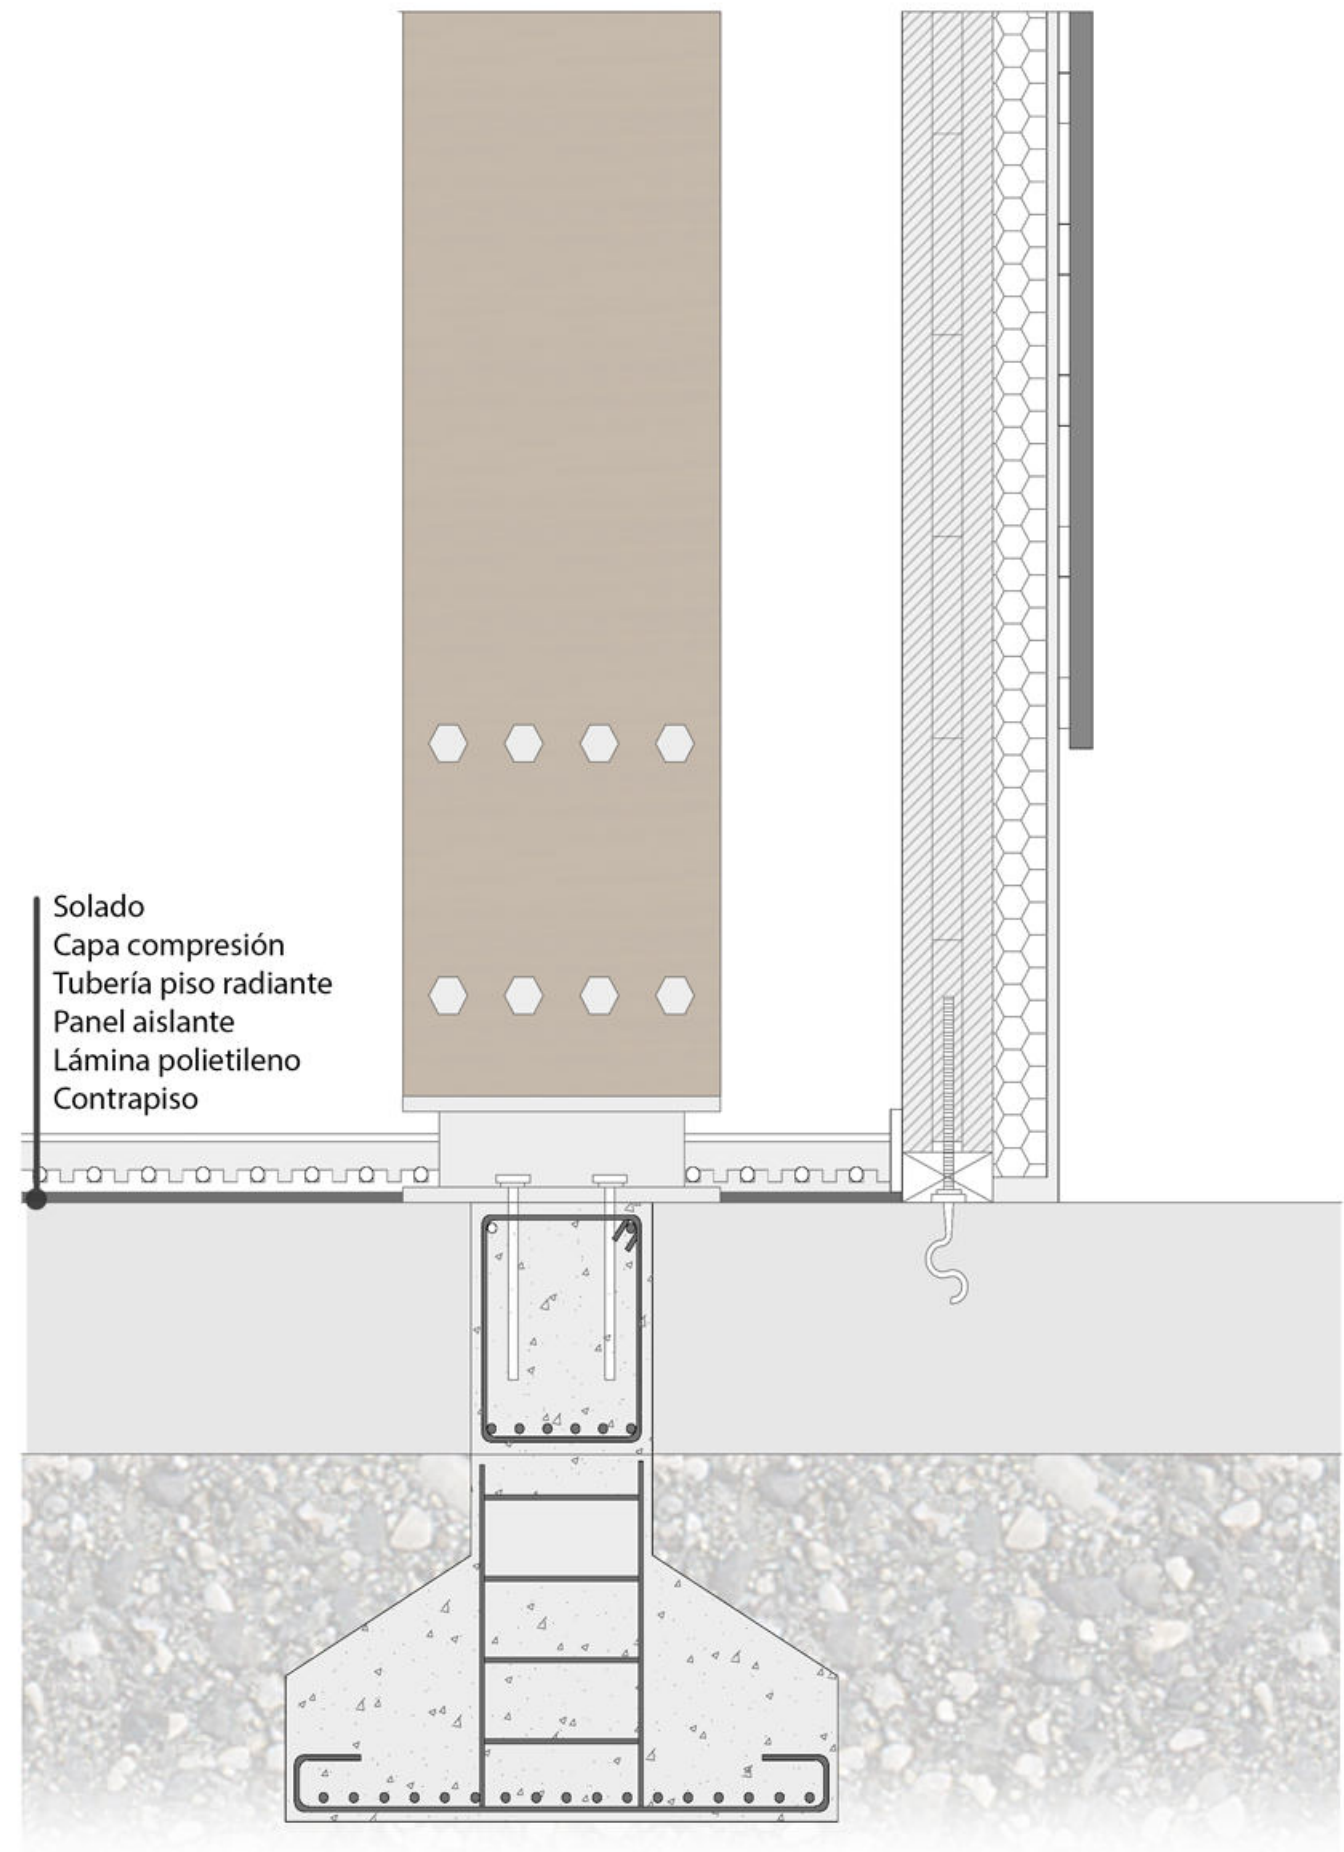 Solado
Capa compresión
Tubería piso radiante
Panel aislante
Lámina polietileno
Contrapiso